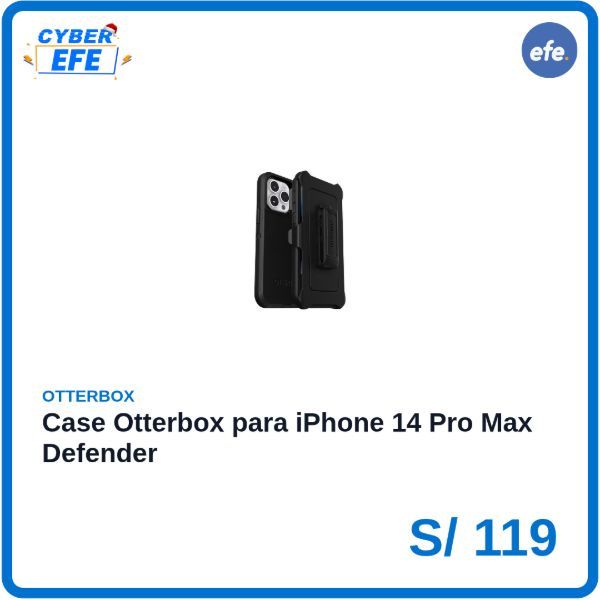 CYBER
EFE
efe.
OTTERBOX
Case Otterbox para iPhone 14 Pro Max
Defender
S/ 119